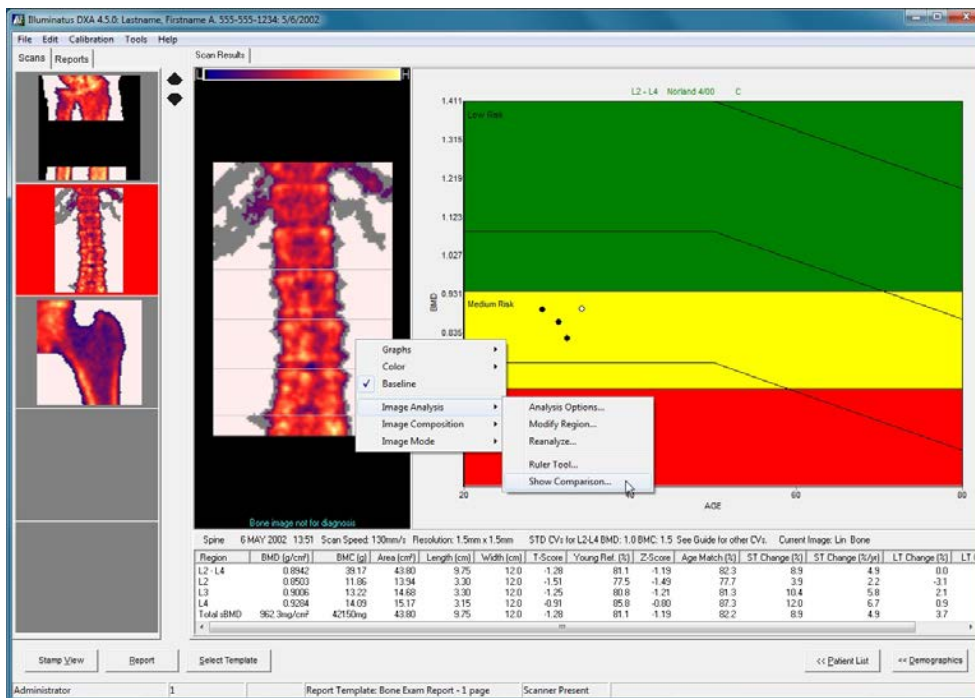 Illuminatus DXA 4.5.0: Lastname, Firstname A. 555-555-1234: 5/6/2002
File Edit Calibration Tools Help
Scans Reports
Scan Results
L H
L2 - L4 Norland 4/00 C
1.411
Low Risk
1.315
1.219
1.123
1.027
0.931
BMD
Medium Risk
0.835
Graphs
Color
Baseline
Image Analysis
Image Composition
Image Mode
Analysis Options...
Modify Region...
Reanalyze...
Ruler Tool...
Show Comparison...
20 40 60 80
AGE
Bone image not for diagnosis
Spine 6 MAY 2002 13:51 Scan Speed: 130mm/s Resolution: 1.5mm x 1.5mm STD CVs for L2-L4 BMD: 1.0 BMC: 1.5 See Guide for other CVs. Current Image: Lin Bone
Region BMD (g/cm²) BMC (g) Area (cm²) Length (cm) Width (cm) T-Score Young Ref. (%) Z-Score Age Match (%) ST Change (%) ST Change (%/yr) LT Change (%) LT
L2 - L4 0.8942 39.17 43.80 9.75 12.0 -1.28 81.1 -1.19 82.3 8.9 4.9 0.0
L2 0.8503 11.86 13.94 3.30 12.0 -1.51 77.5 -1.49 77.7 3.9 2.2 -3.1
L3 0.9006 13.22 14.68 3.30 12.0 -1.25 80.8 -1.21 81.3 10.4 5.8 2.1
L4 0.9284 14.09 15.17 3.15 12.0 -0.91 85.8 -0.80 87.3 12.0 6.7 0.9
Total sBMD 962.3mg/cm² 42150mg 43.80 9.75 12.0 -1.28 81.1 -1.19 82.2 8.9 4.9 3.7
Stamp View Report Select Template << Patient List << Demographics
Administrator 1 Report Template: Bone Exam Report - 1 page Scanner Present